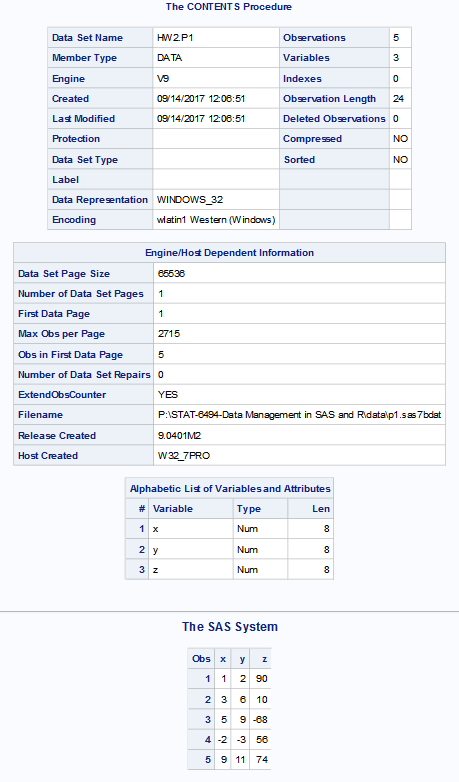 The CONTENTS Procedure
Data Set Name HW2.P1 Observations 5
Member Type DATA Variables 3
Engine V9 Indexes 0
Created 09/14/2017 12:06:51 Observation Length 24
Last Modified 09/14/2017 12:06:51 Deleted Observations 0
Protection Compressed NO
Data Set Type Sorted NO
Label
Data Representation WINDOWS_32
Encoding wlatin1 Western (Windows)
Engine/Host Dependent Information
Data Set Page Size 65536
Number of Data Set Pages 1
First Data Page 1
Max Obs per Page 2715
Obs in First Data Page 5
Number of Data Set Repairs 0
ExtendObsCounter YES
Filename P:\STAT-6494-Data Management in SAS and R\data\p1.sas7bdat
Release Created 9.0401M2
Host Created W32_7PRO
Alphabetic List of Variables and Attributes
# Variable Type Len
1 x Num 8
2 y Num 8
3 z Num 8
The SAS System
Obs x y z
1 1 2 90
2 3 6 10
3 5 9 -68
4 -2 -3 56
5 9 11 74